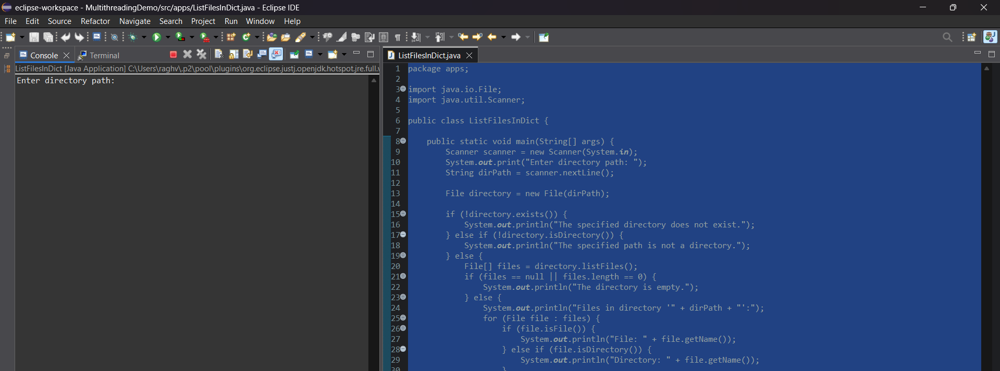 eclipse-workspace - MultithreadingDemo/src/apps/ListFilesInDict.java - Eclipse IDE
File Edit Source Refactor Navigate Search Project Run Window Help
Console Terminal
ListFilesInDict [Java Application] C:\Users\raghv\.p2\pool\plugins\org.eclipse.justj.openjdk.hotspot.jre.full.
Enter directory path:
ListFilesInDict.java
1 package apps;
2
3 import java.io.File;
4 import java.util.Scanner;
5
6 public class ListFilesInDict {
7
8     public static void main(String[] args) {
9         Scanner scanner = new Scanner(System.in);
10         System.out.print("Enter directory path: ");
11         String dirPath = scanner.nextLine();
12
13         File directory = new File(dirPath);
14
15         if (!directory.exists()) {
16             System.out.println("The specified directory does not exist.");
17         } else if (!directory.isDirectory()) {
18             System.out.println("The specified path is not a directory.");
19         } else {
20             File[] files = directory.listFiles();
21             if (files == null || files.length == 0) {
22                 System.out.println("The directory is empty.");
23             } else {
24                 System.out.println("Files in directory '" + dirPath + "':");
25                 for (File file : files) {
26                     if (file.isFile()) {
27                         System.out.println("File: " + file.getName());
28                     } else if (file.isDirectory()) {
29                         System.out.println("Directory: " + file.getName());
30                     }